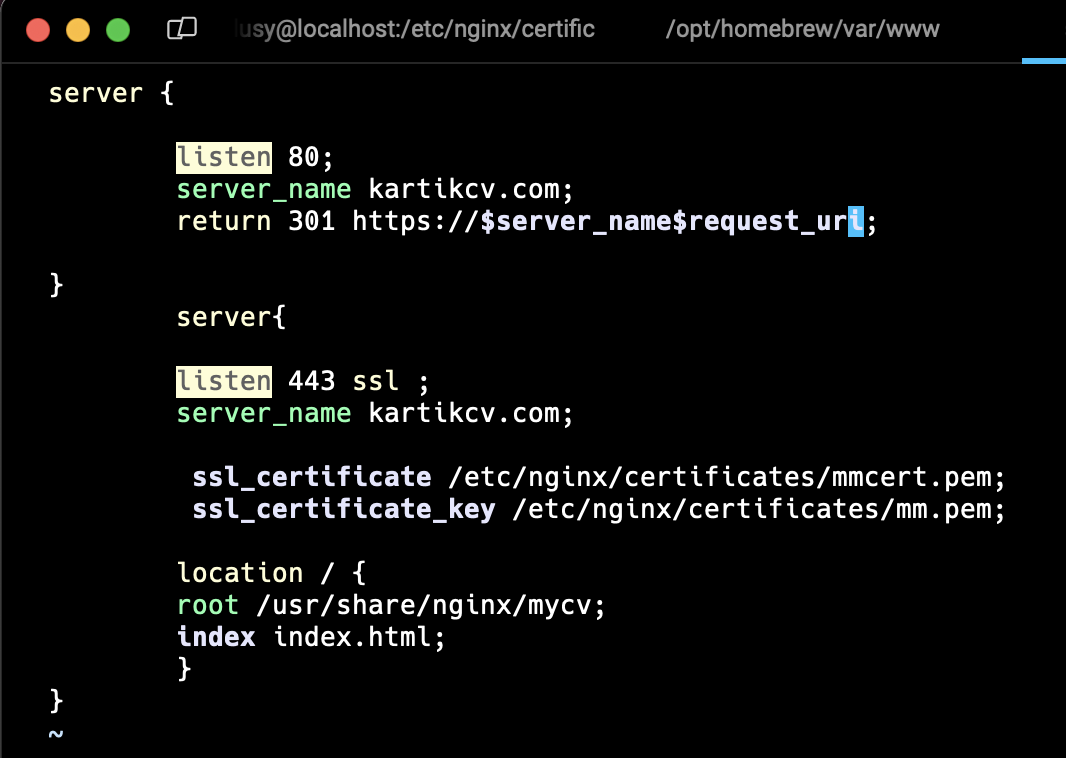 lusy@localhost:/etc/nginx/certific /opt/homebrew/var/www
server {
listen 80;
server_name kartikcv.com;
return 301 https://$server_name$request_uri;
}
server{
listen 443 ssl ;
server_name kartikcv.com;
ssl_certificate /etc/nginx/certificates/mmcert.pem;
ssl_certificate_key /etc/nginx/certificates/mm.pem;
location / {
root /usr/share/nginx/mycv;
index index.html;
}
}
~